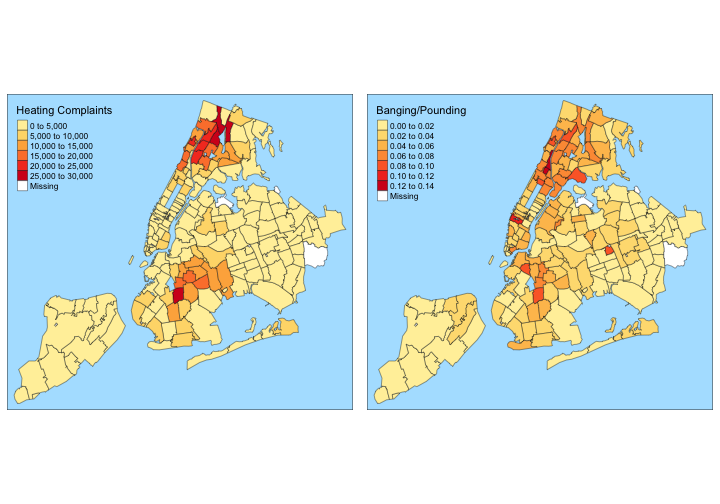 Heating Complaints
0 to 5,000
5,000 to 10,000
10,000 to 15,000
15,000 to 20,000
20,000 to 25,000
25,000 to 30,000
Missing
Banging/Pounding
0.00 to 0.02
0.02 to 0.04
0.04 to 0.06
0.06 to 0.08
0.08 to 0.10
0.10 to 0.12
0.12 to 0.14
Missing